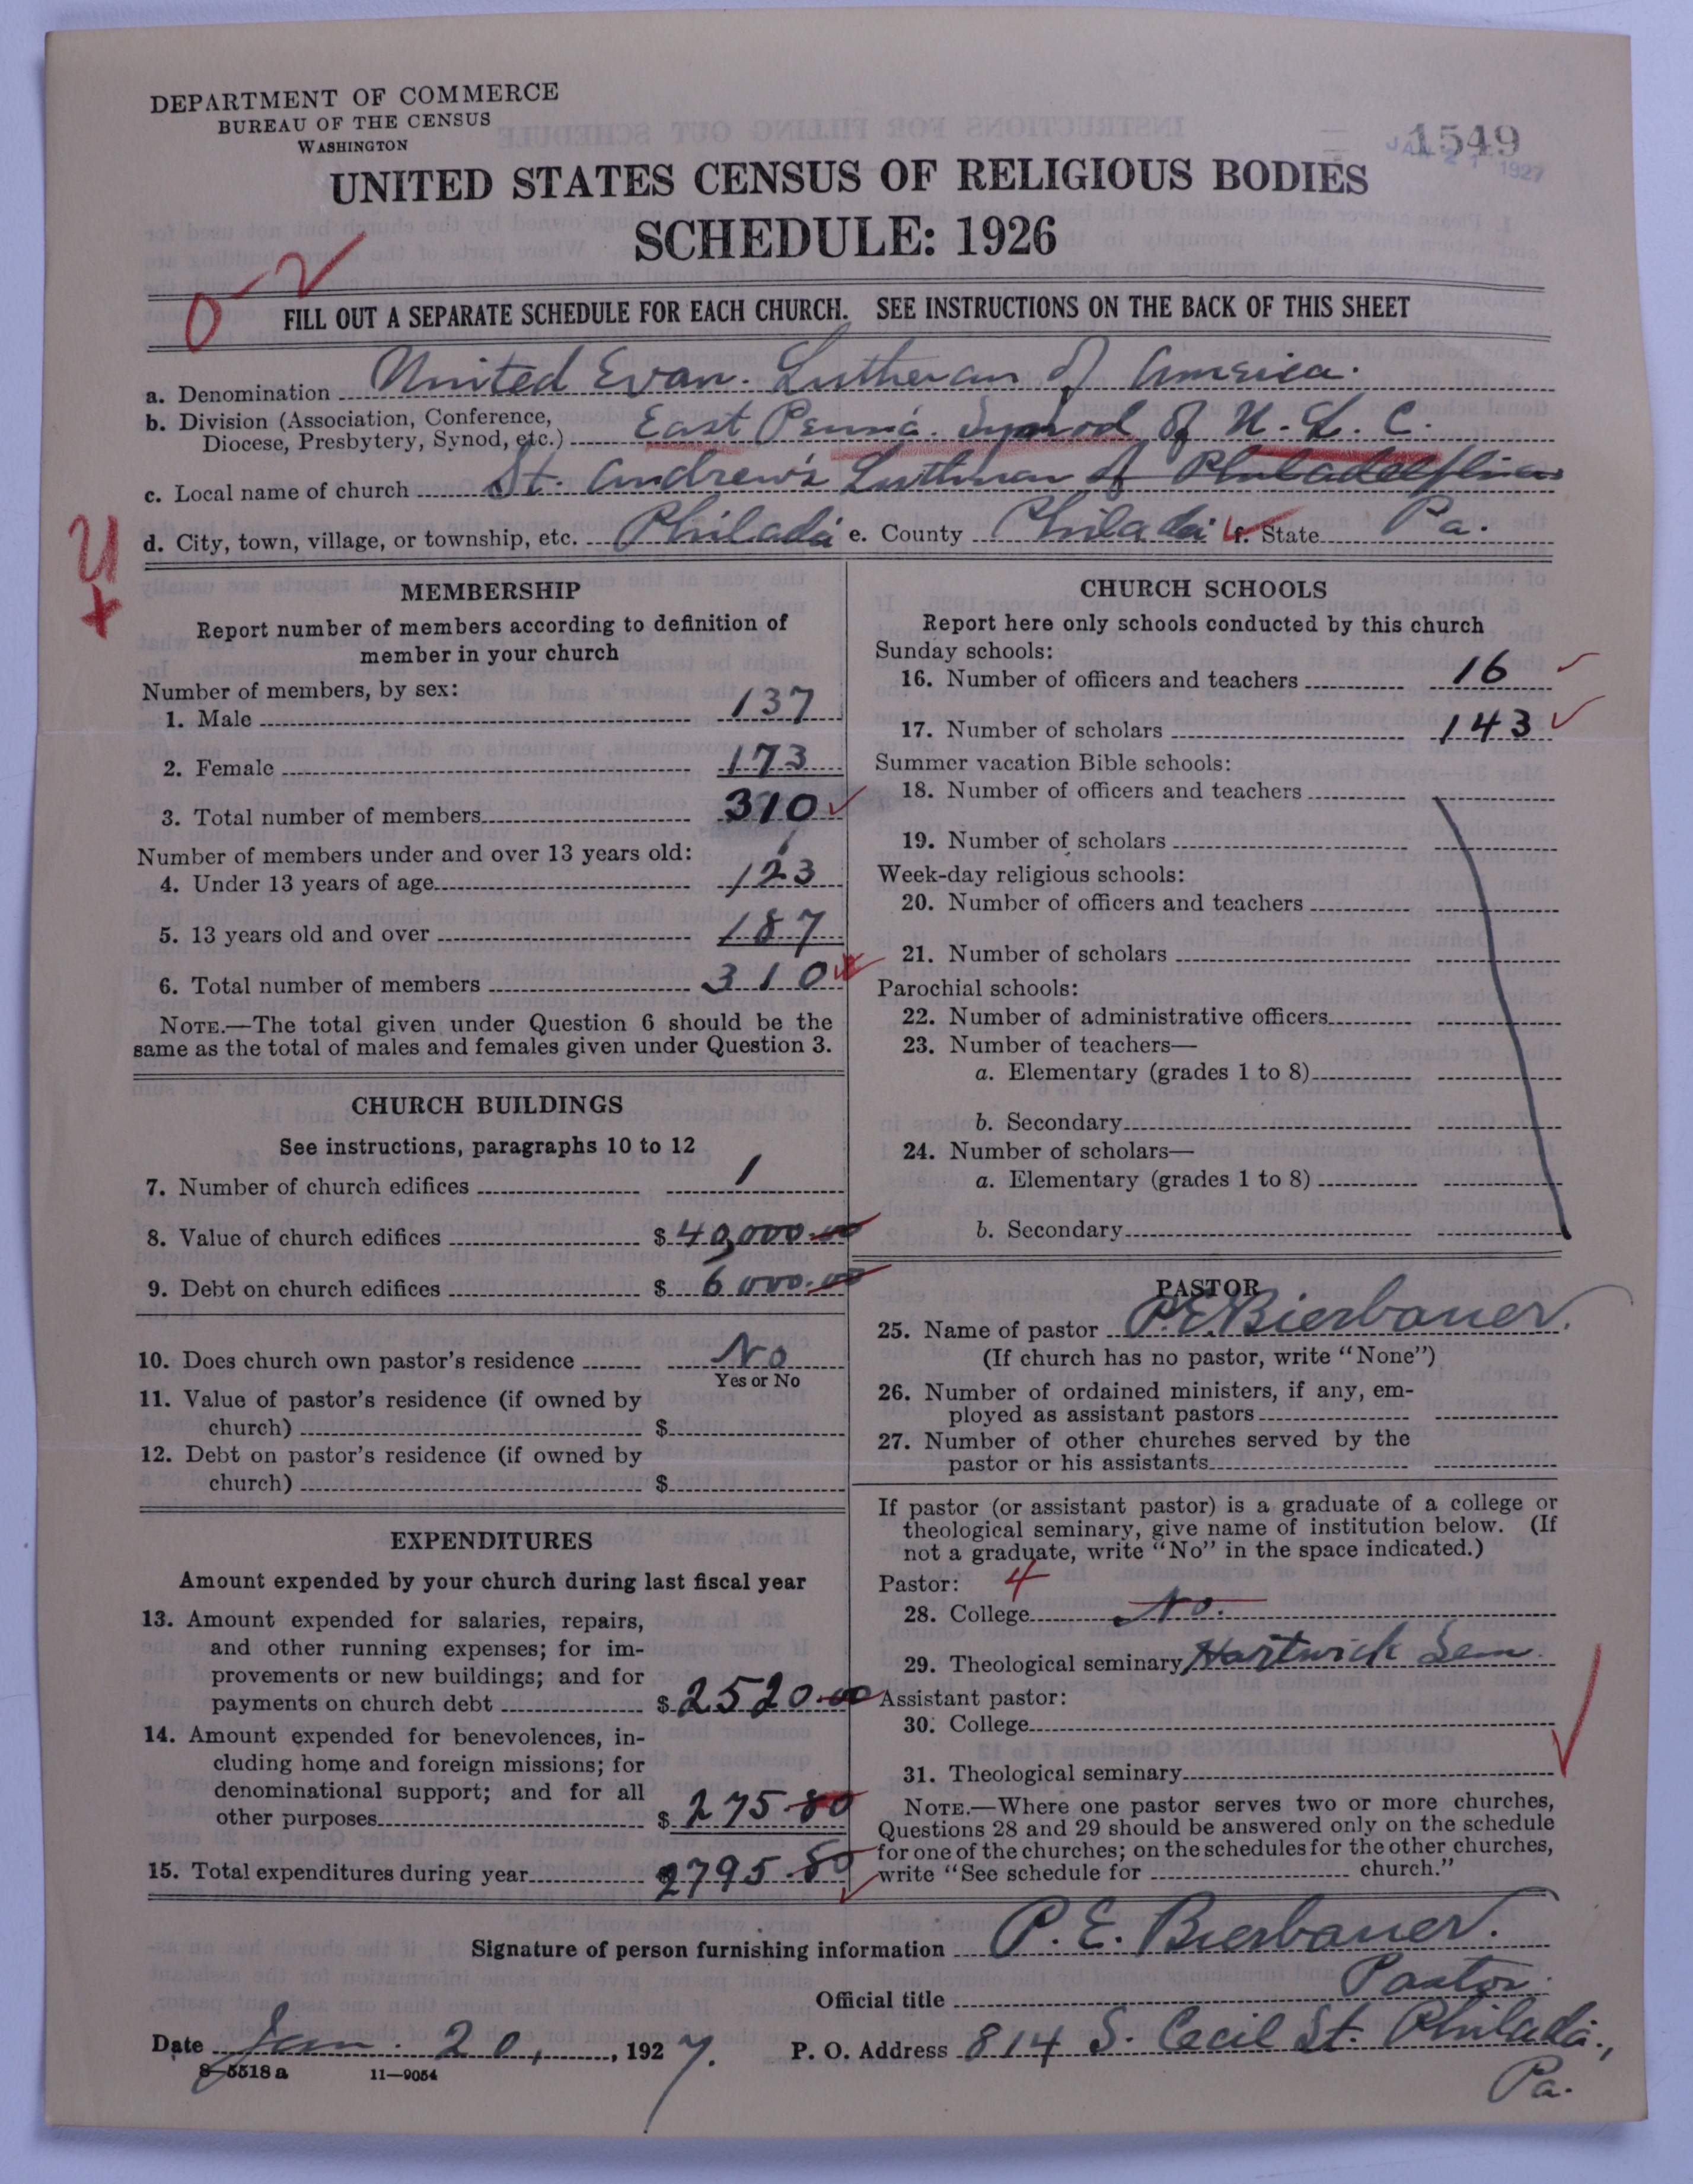 DEPARTMENT OF COMMERCE
BUREAU OF THE CENSUS
WASHINGTON
1549
JAN 21 1927
UNITED STATES CENSUS OF RELIGIOUS BODIES
SCHEDULE: 1926
FILL OUT A SEPARATE SCHEDULE FOR EACH CHURCH. SEE INSTRUCTIONS ON THE BACK OF THIS SHEET
a. Denomination United Evan. Lutheran of America.
b. Division (Association, Conference,
Diocese, Presbytery, Synod, etc.) East Penna. Synod of U. L. C.
c. Local name of church St. Andrew's Lutheran of Philadelphia
d. City, town, village, or township, etc. Philada e. County Philada f. State Pa.
MEMBERSHIP
Report number of members according to definition of
member in your church
Number of members, by sex:
1. Male 137
2. Female 173
3. Total number of members 310
Number of members under and over 13 years old:
4. Under 13 years of age 123
5. 13 years old and over 187
6. Total number of members 310
NOTE.—The total given under Question 6 should be the
same as the total of males and females given under Question 3.
CHURCH BUILDINGS
See instructions, paragraphs 10 to 12
7. Number of church edifices 1
8. Value of church edifices $ 40,000.00
9. Debt on church edifices $ 6000.00
10. Does church own pastor's residence No
Yes or No
11. Value of pastor's residence (if owned by
church) $
12. Debt on pastor's residence (if owned by
church) $
EXPENDITURES
Amount expended by your church during last fiscal year
13. Amount expended for salaries, repairs,
and other running expenses; for im-
provements or new buildings; and for
payments on church debt $ 2520.00
14. Amount expended for benevolences, in-
cluding home and foreign missions; for
denominational support; and for all
other purposes $ 275.80
15. Total expenditures during year $ 2795.80
CHURCH SCHOOLS
Report here only schools conducted by this church
Sunday schools:
16. Number of officers and teachers 16
17. Number of scholars 143
Summer vacation Bible schools:
18. Number of officers and teachers
19. Number of scholars
Week-day religious schools:
20. Number of officers and teachers
21. Number of scholars
Parochial schools:
22. Number of administrative officers
23. Number of teachers—
a. Elementary (grades 1 to 8)
b. Secondary
24. Number of scholars—
a. Elementary (grades 1 to 8)
b. Secondary
PASTOR
25. Name of pastor P. E. Bierbauer.
(If church has no pastor, write "None")
26. Number of ordained ministers, if any, em-
ployed as assistant pastors
27. Number of other churches served by the
pastor or his assistants
If pastor (or assistant pastor) is a graduate of a college or
theological seminary, give name of institution below. (If
not a graduate, write "No" in the space indicated.)
Pastor: 4
28. College No.
29. Theological seminary Hartwick Sem.
Assistant pastor:
30. College
31. Theological seminary
NOTE.—Where one pastor serves two or more churches,
Questions 28 and 29 should be answered only on the schedule
for one of the churches; on the schedules for the other churches,
write "See schedule for church."
Signature of person furnishing information P. E. Bierbauer.
Official title Pastor.
Date Jan. 20, 1927.
P. O. Address 814 S. Cecil St. Philada.,
Pa.
8—5518a 11—9054